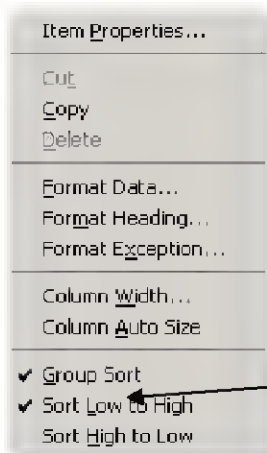 Item Properties...
Cut
Copy
Delete
Format Data...
Format Heading...
Format Exception...
Column Width...
Column Auto Size
✔ Group Sort
✔ Sort Low to High
Sort High to Low